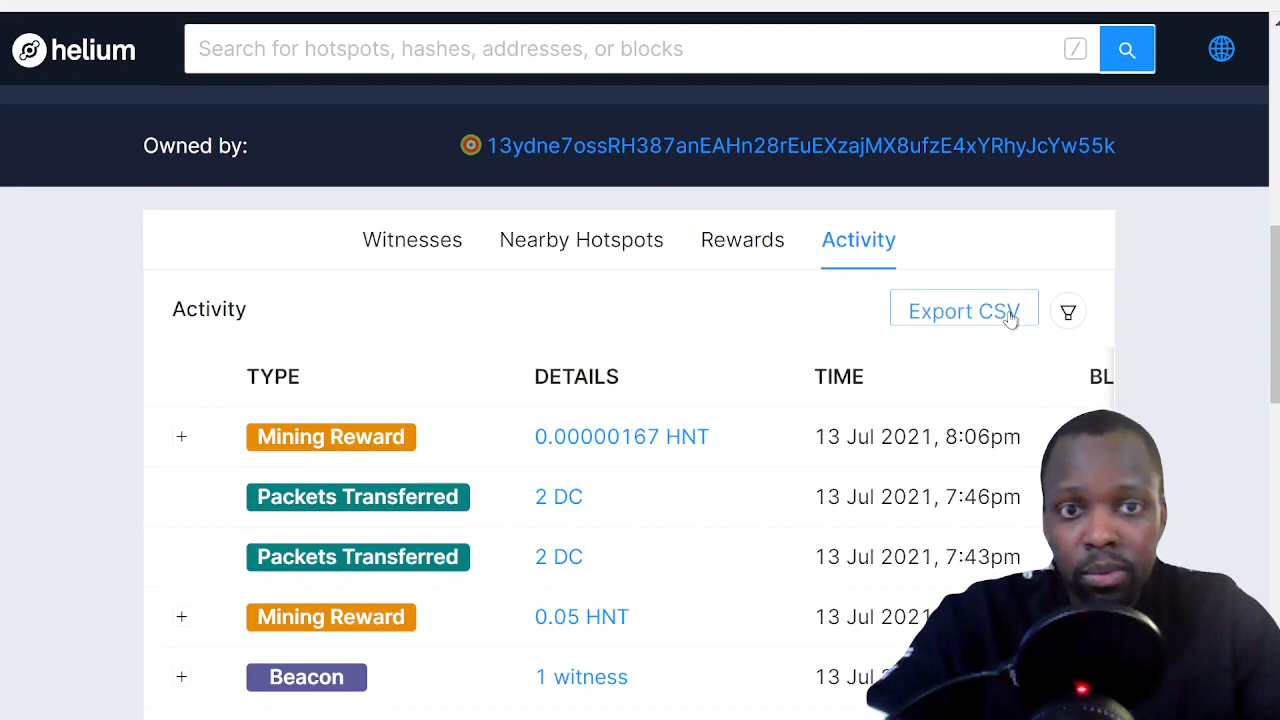 helium
Search for hotspots, hashes, addresses, or blocks /
Owned by: 13ydne7ossRH387anEAHn28rEuEXzajMX8ufzE4xYRhyJcYw55k
Witnesses Nearby Hotspots Rewards Activity
Activity Export CSV
TYPE DETAILS TIME BL
+ Mining Reward 0.00000167 HNT 13 Jul 2021, 8:06pm
Packets Transferred 2 DC 13 Jul 2021, 7:46pm
Packets Transferred 2 DC 13 Jul 2021, 7:43pm
+ Mining Reward 0.05 HNT 13 Jul 2021
+ Beacon 1 witness 13 Jul